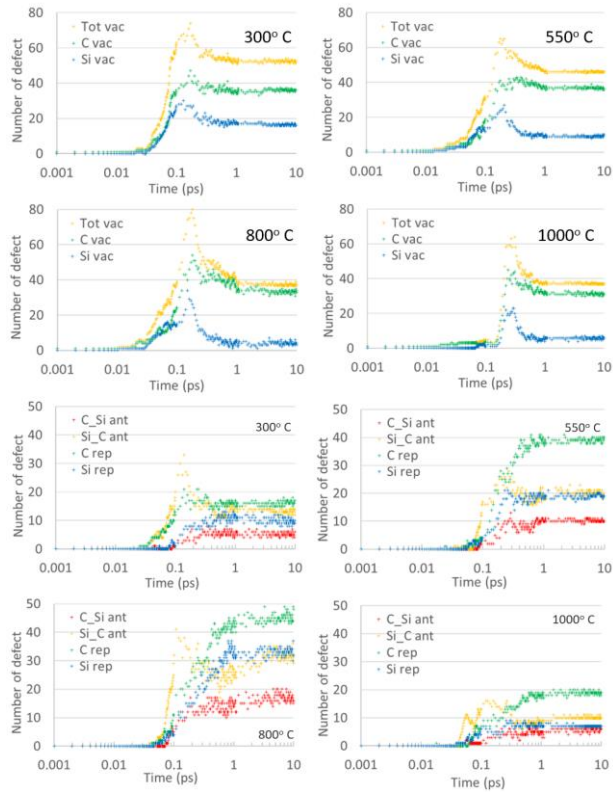 Number of defect
80
60
40
20
0
Tot vac
C vac
Si vac
300° C
0.001 0.01 0.1 1 10
Time (ps)
Number of defect
80
60
40
20
0
Tot vac
C vac
Si vac
550° C
0.001 0.01 0.1 1 10
Time (ps)
Number of defect
80
60
40
20
0
Tot vac
C vac
Si vac
800° C
0.001 0.01 0.1 1 10
Time (ps)
Number of defect
80
60
40
20
0
Tot vac
C vac
Si vac
1000° C
0.001 0.01 0.1 1 10
Time (ps)
Number of defect
50
40
30
20
10
0
C_Si ant
Si_C ant
C rep
Si rep
300° C
0.001 0.01 0.1 1 10
Time (ps)
Number of defect
50
40
30
20
10
0
C_Si ant
Si_C ant
C rep
Si rep
550° C
0.001 0.01 0.1 1 10
Time (ps)
Number of defect
50
40
30
20
10
0
C_Si ant
Si_C ant
C rep
Si rep
800° C
0.001 0.01 0.1 1 10
Time (ps)
Number of defect
50
40
30
20
10
0
C_Si ant
Si_C ant
C rep
Si rep
1000° C
0.001 0.01 0.1 1 10
Time (ps)